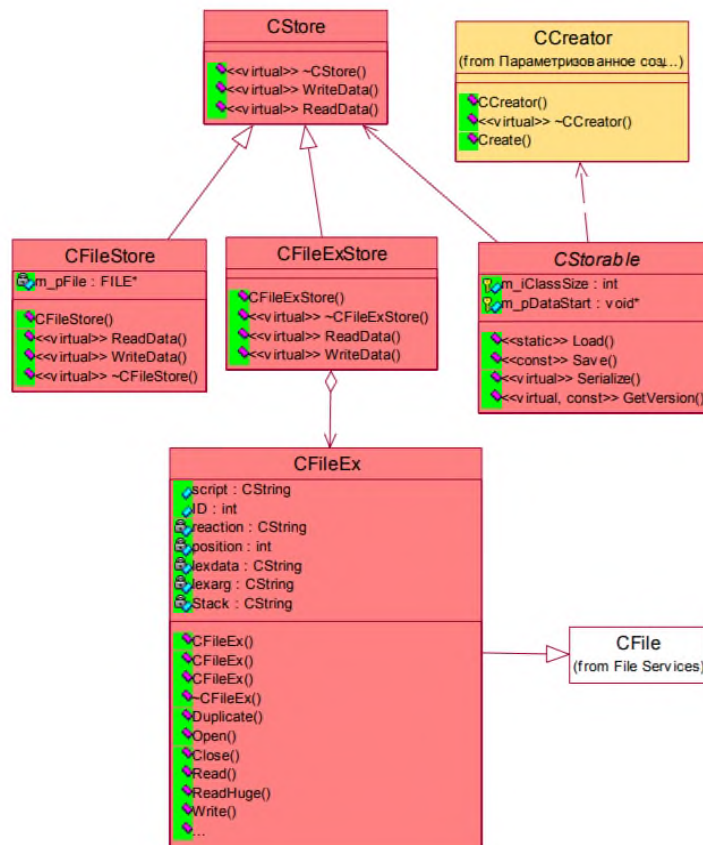 CStore
<<virtual>> ~CStore()
<<virtual>> WriteData()
<<virtual>> ReadData()
CCreator
(from Параметризованное созд...)
CCreator()
<<virtual>> ~CCreator()
Create()
CFileStore
m_pFile : FILE*
CFileStore()
<<virtual>> ReadData()
<<virtual>> WriteData()
<<virtual>> ~CFileStore()
CFileExStore
CFileExStore()
<<virtual>> ~CFileExStore()
<<virtual>> ReadData()
<<virtual>> WriteData()
CStorable
m_iClassSize : int
m_pDataStart : void*
<<static>> Load()
<<const>> Save()
<<virtual>> Serialize()
<<virtual, const>> GetVersion()
CFileEx
script : CString
ID : int
reaction : CString
position : int
lexdata : CString
lexarg : CString
Stack : CString
CFileEx()
CFileEx()
CFileEx()
~CFileEx()
Duplicate()
Open()
Close()
Read()
ReadHuge()
Write()
...
CFile
(from File Services)